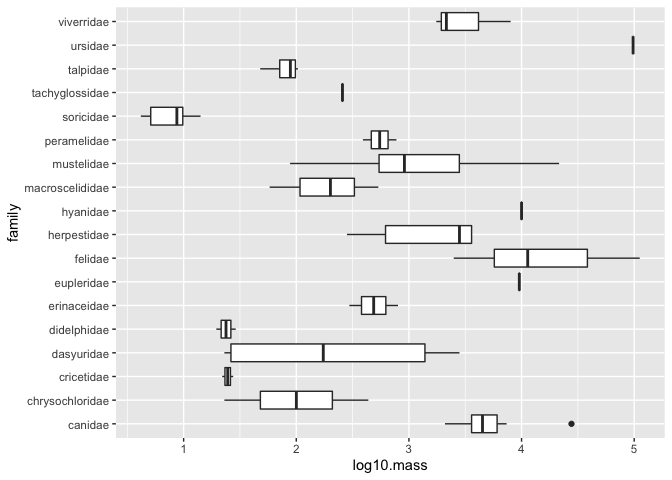 viverridae
ursidae
talpidae
tachyglossidae
soricidae
peramelidae
mustelidae
macroscelididae
hyanidae
herpestidae
felidae
eupleridae
erinaceidae
didelphidae
dasyuridae
cricetidae
chrysochloridae
canidae
family
1 2 3 4 5
log10.mass